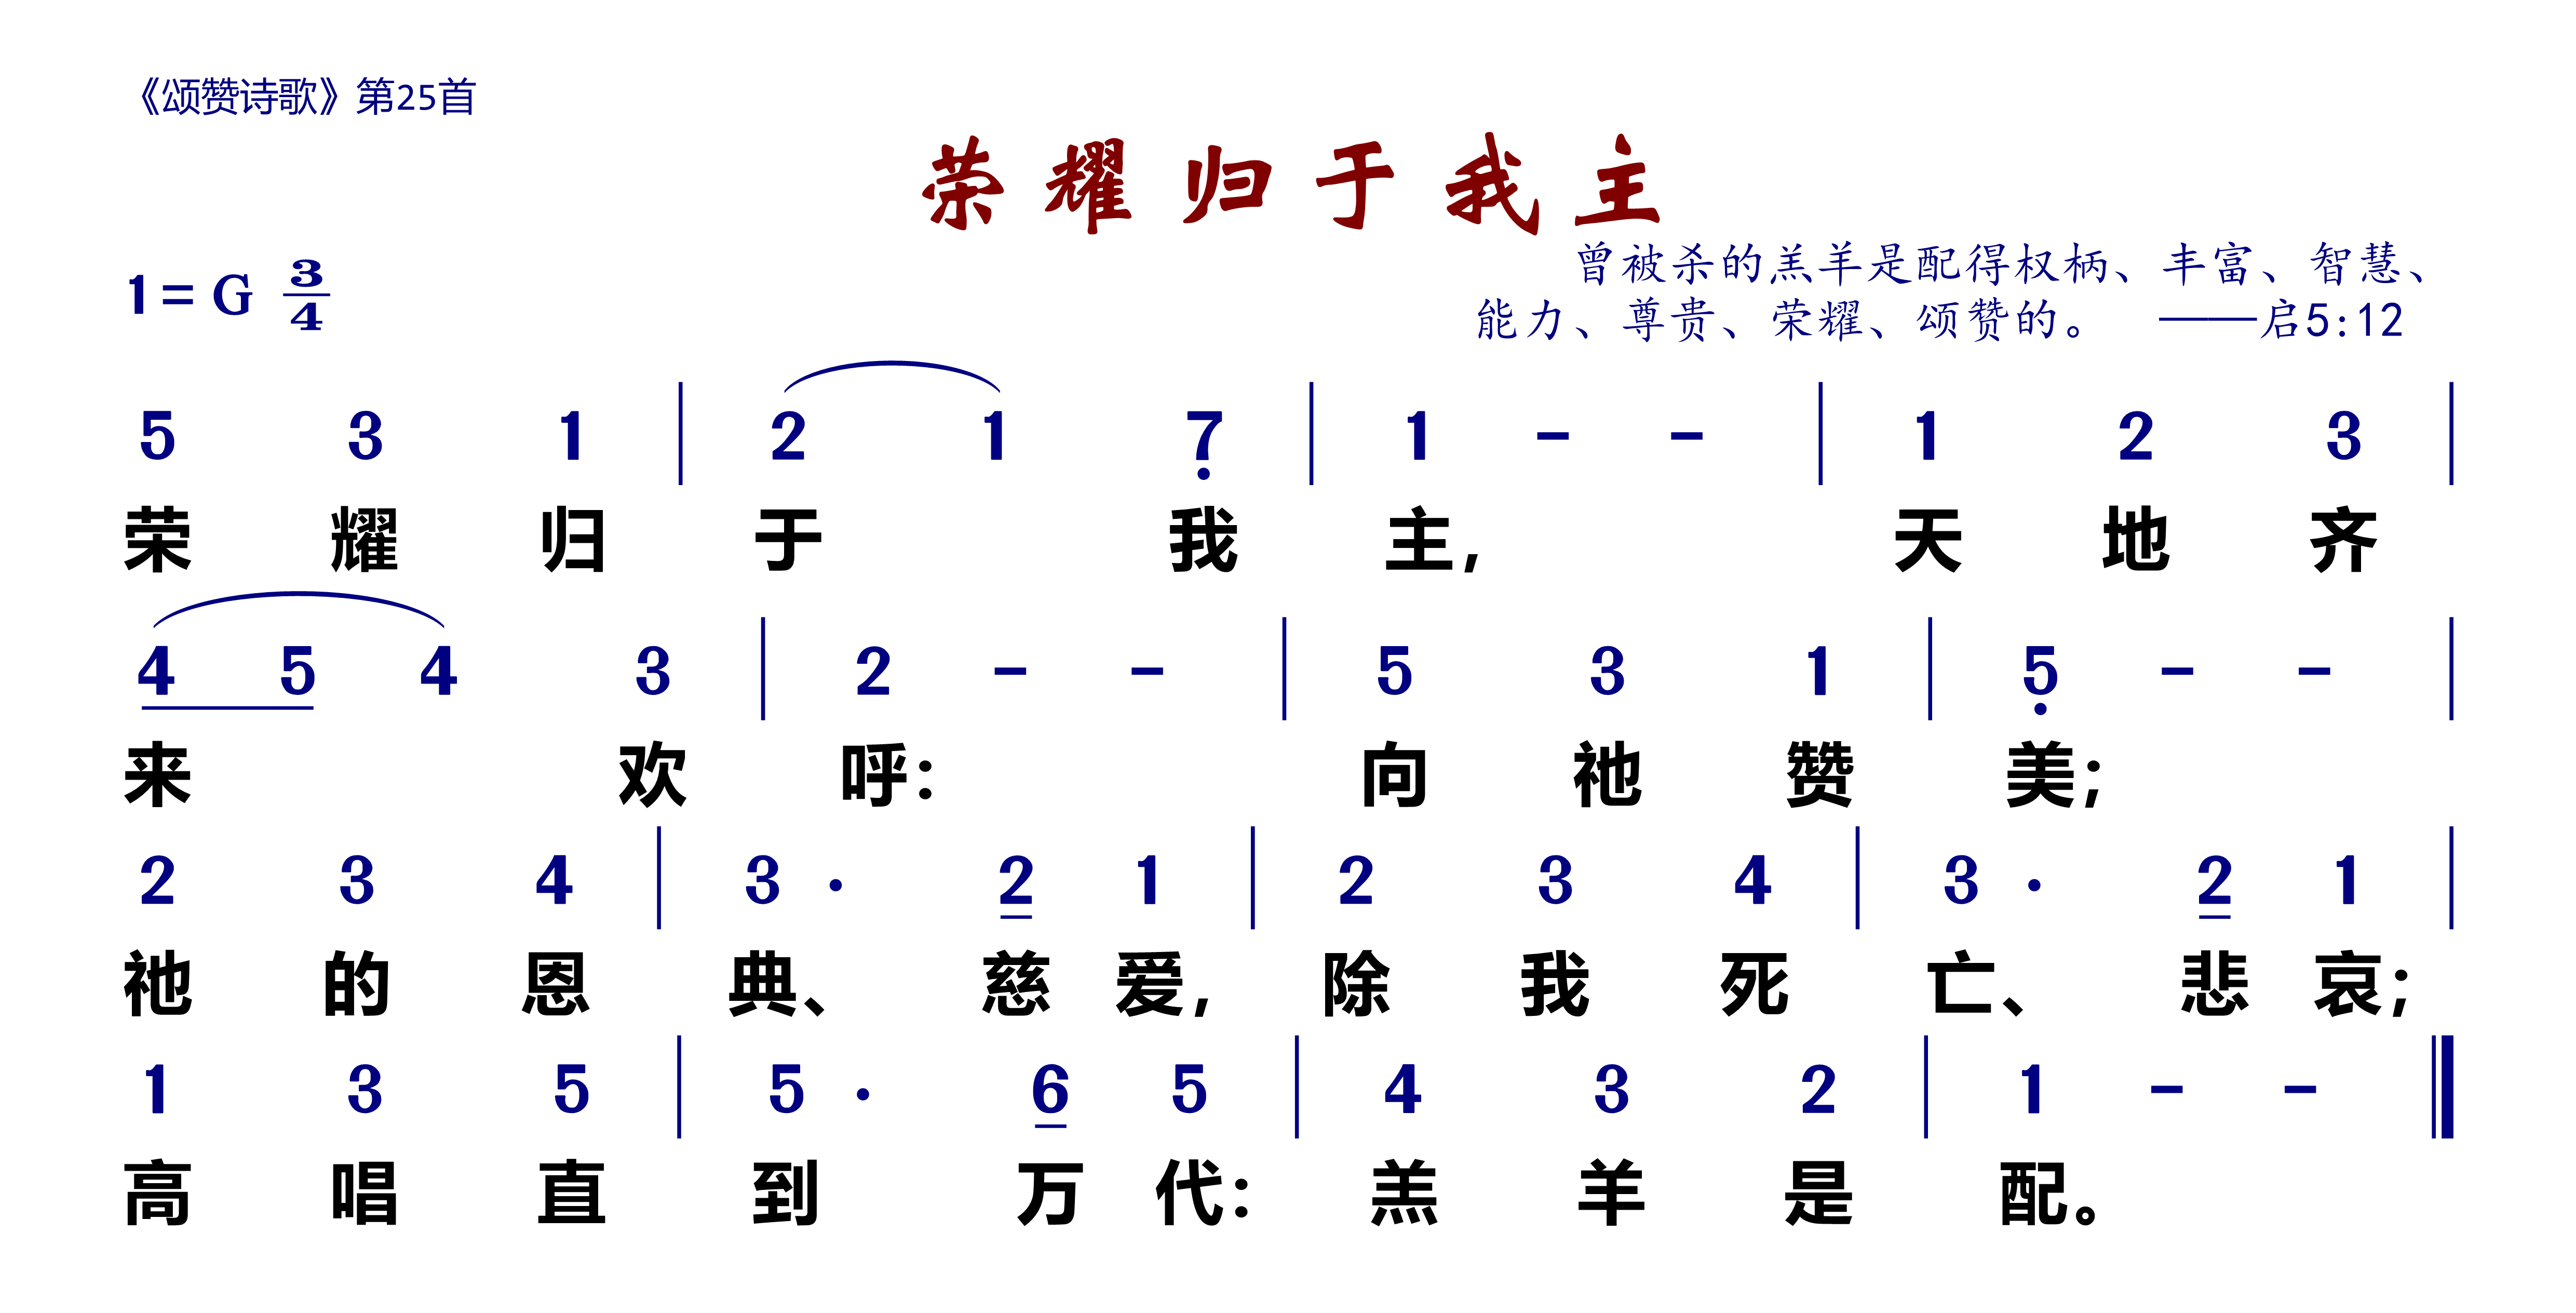 《颂赞诗歌》第25首
荣耀归于我主
曾被杀的羔羊是配得权柄、丰富、智慧、
1= G 3/4
能力、尊贵、荣耀、颂赞的。 ——启5:12
5 3 1 | 2 1 7̣ | 1 - - | 1 2 3 |
荣 耀 归 于 我 主, 天 地 齐
4 5 4 3 | 2 - - | 5 3 1 | 5̣ - - |
来 欢 呼: 向 祂 赞 美;
2 3 4 | 3 · 2 1 | 2 3 4 | 3 · 2 1 |
祂 的 恩 典、 慈 爱, 除 我 死 亡、 悲 哀;
1 3 5 | 5 · 6 5 | 4 3 2 | 1 - - ‖
高 唱 直 到 万 代: 羔 羊 是 配。